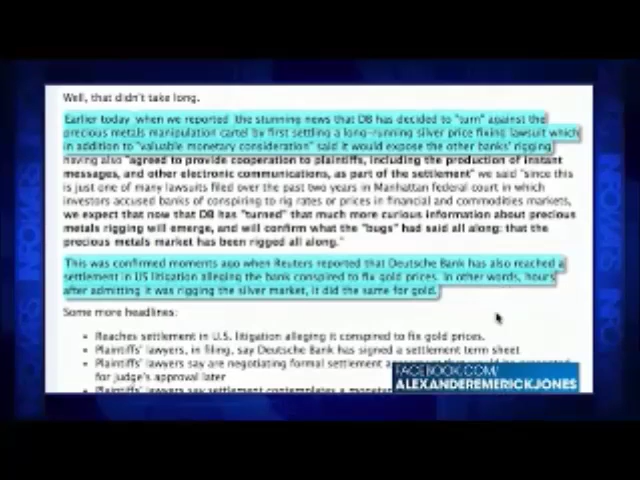 Well, that didn't take long.
Earlier today when we reported the stunning news that DB has decided to "turn" against the
precious metals manipulation cartel by first settling a long-running silver price fixing lawsuit which
in addition to "valuable monetary consideration" said it would expose the other banks' rigging
having also "agreed to provide cooperation to plaintiffs, including the production of instant
messages, and other electronic communications, as part of the settlement" we said "since this
is just one of many lawsuits filed over the past two years in Manhattan federal court in which
investors accused banks of conspiring to rig rates or prices in financial and commodities markets,
we expect that now that DB has "turned" that much more curious information about precious
metals rigging will emerge, and will confirm what the "bugs" had said all along: that the
precious metals market has been rigged all along."
This was confirmed moments ago when Reuters reported that Deutsche Bank has also reached a
settlement in US litigation alleging the bank conspired to fix gold prices. In other words, hours
after admitting it was rigging the silver market, it did the same for gold.
Some more headlines:
Reaches settlement in U.S. litigation alleging it conspired to fix gold prices.
Plaintiffs' lawyers, in filing, say Deutsche Bank has signed a settlement term sheet
Plaintiffs' lawyers say are negotiating formal settlement
for judge's approval later
Plaintiffs' lawyers say settlement contemplates a
FACEBOOK.COM/
ALEXANDEREMERICKJONES
INFOWARS
INFOWARS